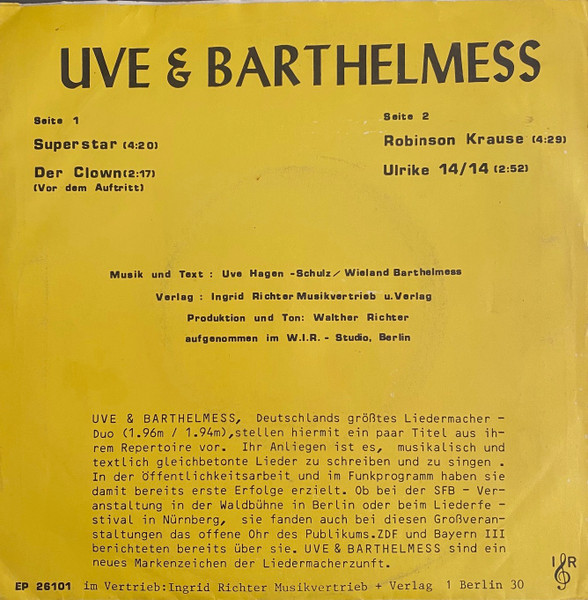 UVE & BARTHELMESS
Seite 1
Superstar (4:20)
Der Clown (2:17)
(Vor dem Auftritt)
Seite 2
Robinson Krause (4:29)
Ulrike 14/14 (2:52)
Musik und Text : Uve Hagen -Schulz/Wieland Barthelmess
Verlag : Ingrid Richter Musikvertrieb u.Verlag
Produktion und Ton: Walther Richter
aufgenommen im W.I.R. - Studio, Berlin
UVE & BARTHELMESS, Deutschlands größtes Liedermacher -
Duo (1.96m / 1.94m),stellen hiermit ein paar Titel aus ih-
rem Repertoire vor. Ihr Anliegen ist es, musikalisch und
textlich gleichbetonte Lieder zu schreiben und zu singen .
In der öffentlichkeitsarbeit und im Funkprogramm haben sie
damit bereits erste Erfolge erzielt. Ob bei der SFB - Ver-
anstaltung in der Waldbühne in Berlin oder beim Liederfe -
stival in Nürnberg, sie fanden auch bei diesen Großveran-
staltungen das offene Ohr des Publikums.ZDF und Bayern III
berichteten bereits über sie. UVE & BARTHELMESS sind ein
neues Markenzeichen der Liedermacherzunft.
I R
EP 26101 im Vertrieb:Ingrid Richter Musikvertrieb + Verlag 1 Berlin 30